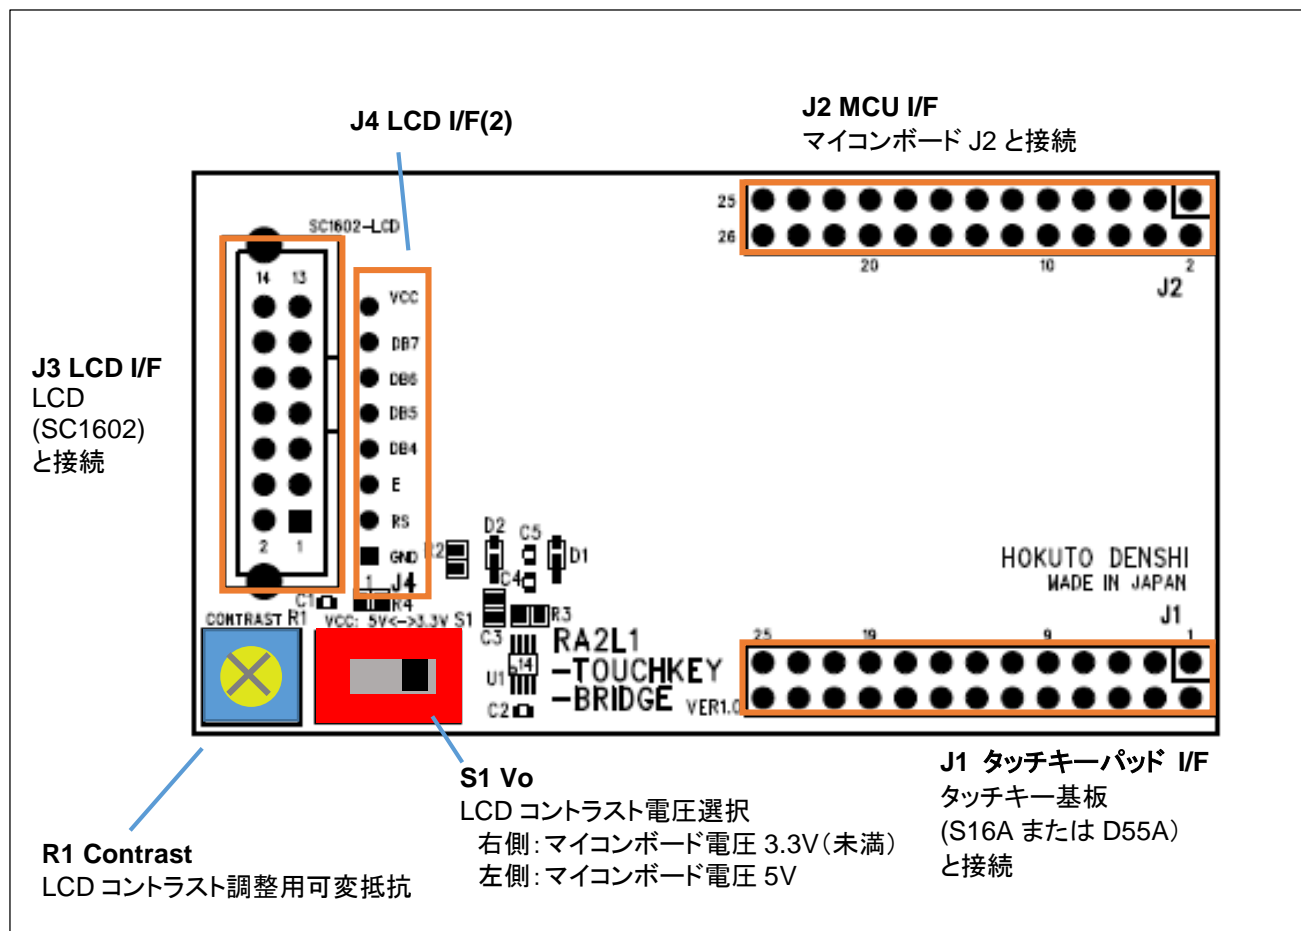 J4 LCD I/F(2)
J2 MCU I/F
マイコンボード J2 と接続
SC1602-LCD
25
26
20
10
2
J2
14
13
VCC
DB7
DB6
DB5
DB4
E
RS
GND
2
1
1
J4
J3 LCD I/F
LCD
(SC1602)
と接続
R2
D2
C5
D1
C4
C1
R4
R3
C3
CONTRAST R1
VCC: 5V<->3.3V S1
U1
14
C2
RA2L1
-TOUCHKEY
-BRIDGE
VER1.0
HOKUTO DENSHI
MADE IN JAPAN
J1
25
19
9
1
S1 Vo
LCD コントラスト電圧選択
右側：マイコンボード電圧 3.3V（未満）
左側：マイコンボード電圧 5V
J1 タッチキーパッド I/F
タッチキー基板
(S16A または D55A）
と接続
R1 Contrast
LCD コントラスト調整用可変抵抗